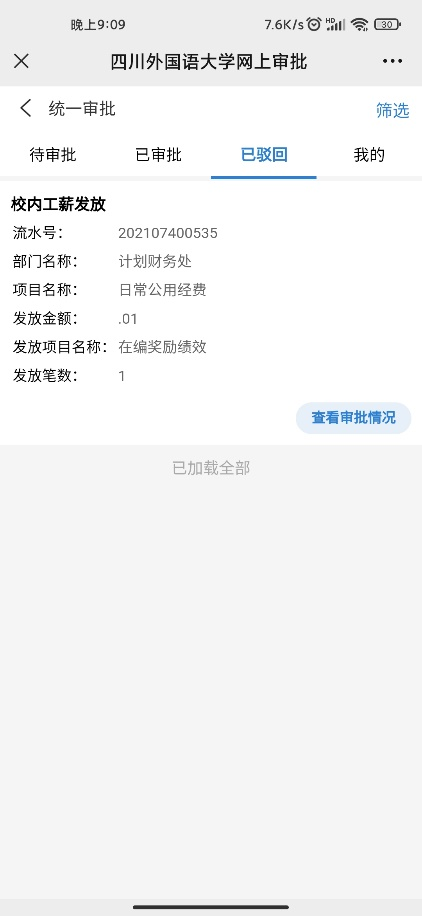 晚上9:09 7.6K/s HD 30
四川外国语大学网上审批
统一审批 筛选
待审批 已审批 已驳回 我的
校内工薪发放
流水号： 202107400535
部门名称： 计划财务处
项目名称： 日常公用经费
发放金额： .01
发放项目名称： 在编奖励绩效
发放笔数： 1
查看审批情况
已加载全部